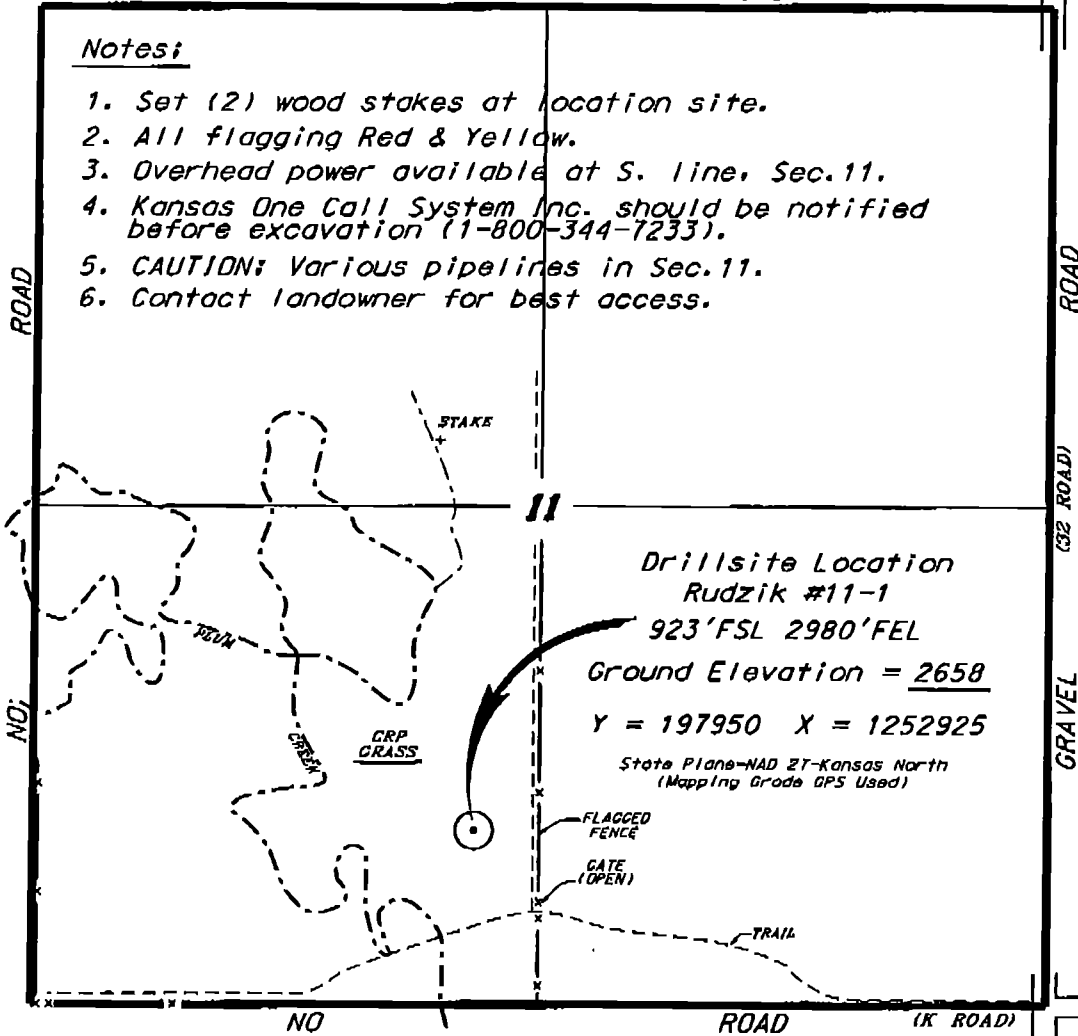 Notes:
1. Set (2) wood stakes at location site.
2. All flagging Red & Yellow.
3. Overhead power available at S. line, Sec.11.
4. Kansas One Call System Inc. should be notified
before excavation (1-800-344-7233).
5. CAUTION: Various pipelines in Sec.11.
6. Contact landowner for best access.
ROAD
ROAD
STAKE
11
(32 ROAD)
Drillsite Location
Rudzik #11-1
923'FSL 2980'FEL
PLUM
Ground Elevation = 2658
NO
CREEK
CRP
GRASS
Y = 197950 X = 1252925
GRAVEL
State Plane-NAD 27-Kansas North
(Mapping Grade GPS Used)
FLAGGED
FENCE
GATE
(OPEN)
TRAIL
NO
ROAD
(K ROAD)